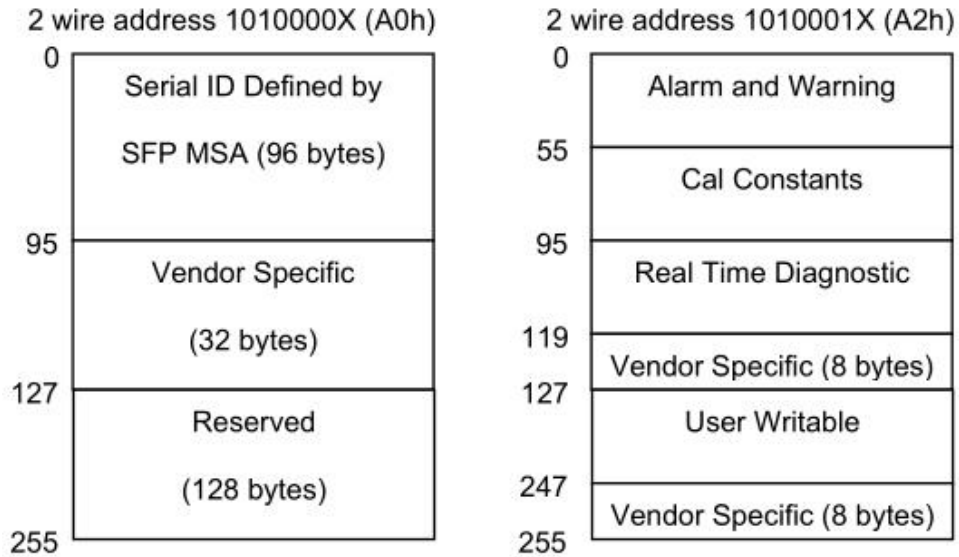 2 wire address 1010000X (A0h)
0
Serial ID Defined by
SFP MSA (96 bytes)
95
Vendor Specific
(32 bytes)
127
Reserved
(128 bytes)
255
2 wire address 1010001X (A2h)
0
Alarm and Warning
55
Cal Constants
95
Real Time Diagnostic
119
Vendor Specific (8 bytes)
127
User Writable
247
Vendor Specific (8 bytes)
255